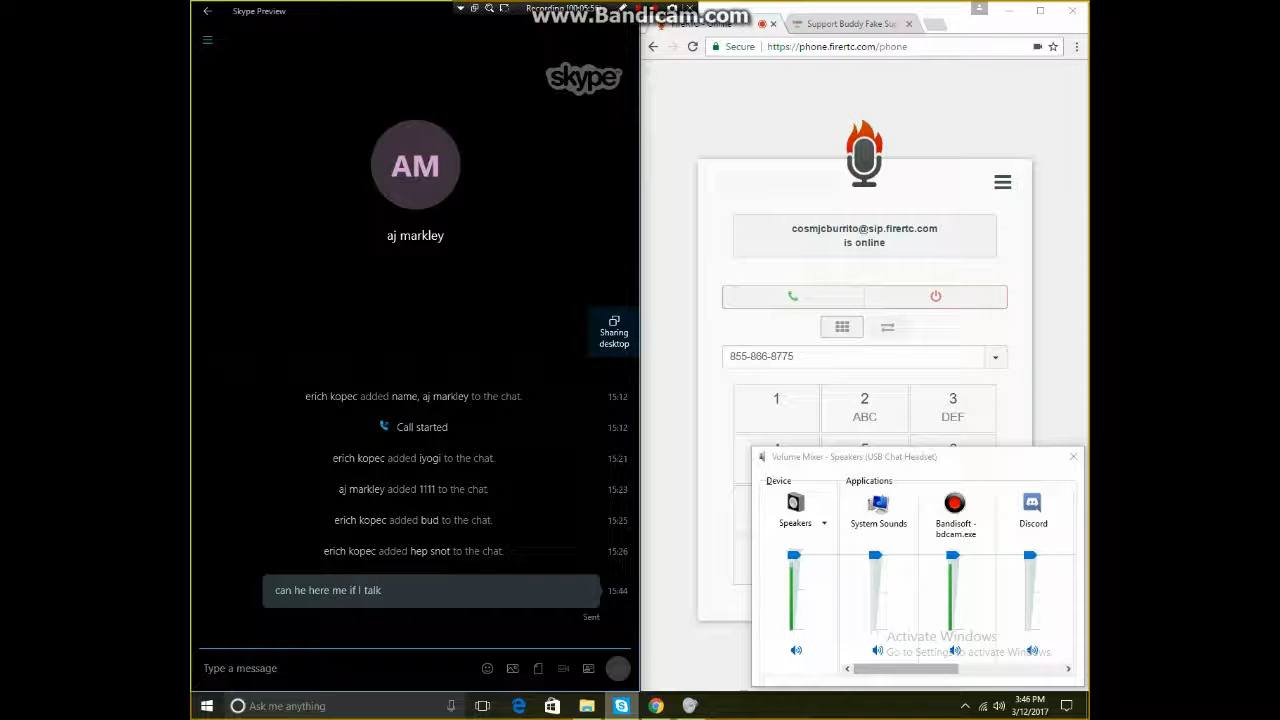 Skype Preview
Recording [00:05:5
www.Bandicam.com
Support Buddy Fake Su
Secure
https://phone.firertc.com/phone
skype
AM
aj markley
Sharing
desktop
erich kopec added name, aj markley to the chat.
15:12
Call started
15:12
erich kopec added iyogi to the chat.
15:21
aj markley added 1111 to the chat.
15:23
erich kopec added bud to the chat.
15:25
erich kopec added hep snot to the chat.
15:26
can he here me if I talk
15:44
Sent
Type a message
cosmjcburrito@sip.firertc.com
is online
855-866-8775
1
2
ABC
3
DEF
Volume Mixer - Speakers (USB Chat Headset)
Device
Applications
Speakers
System Sounds
Bandisoft -
bdcam.exe
Discord
Activate Windows
Go to Settings to activate Windows.
Ask me anything
3:46 PM
3/12/2017